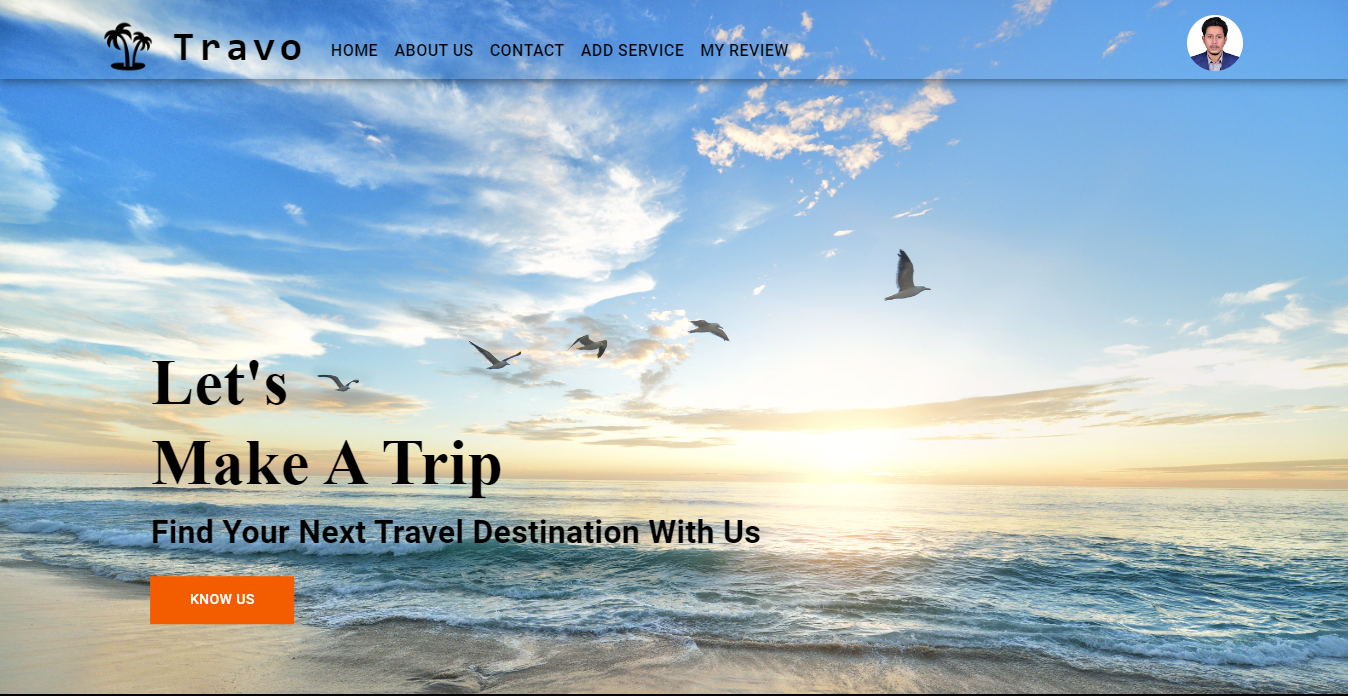 Travo
HOME ABOUT US CONTACT ADD SERVICE MY REVIEW
Let's
Make A Trip
Find Your Next Travel Destination With Us
KNOW US